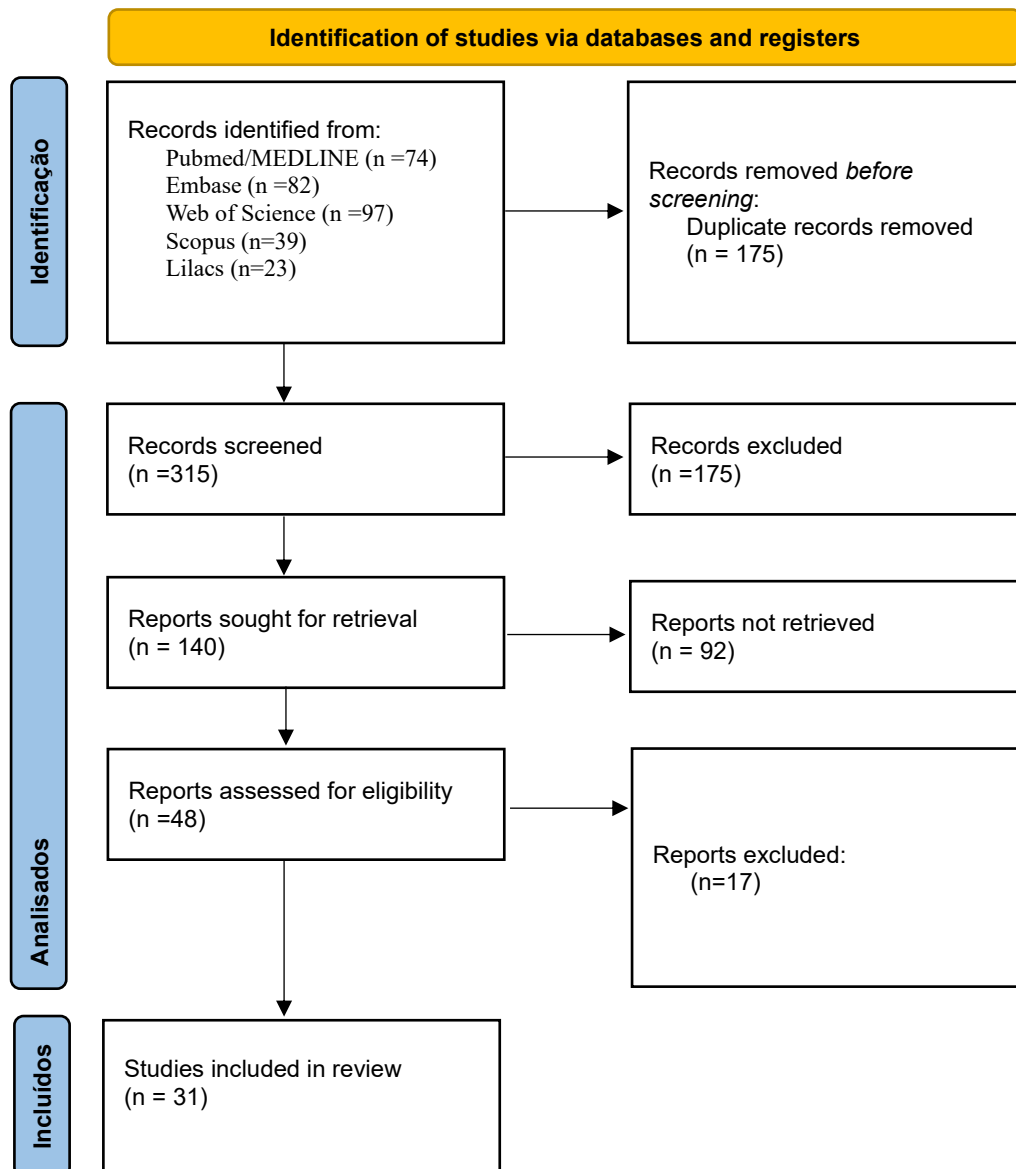 Identification of studies via databases and registers
Identificação
Records identified from:
Pubmed/MEDLINE (n =74)
Embase (n =82)
Web of Science (n =97)
Scopus (n=39)
Lilacs (n=23)
Records removed before
screening:
Duplicate records removed
(n = 175)
Analisados
Records screened
(n =315)
Records excluded
(n =175)
Reports sought for retrieval
(n = 140)
Reports not retrieved
(n = 92)
Reports assessed for eligibility
(n =48)
Reports excluded:
(n=17)
Incluídos
Studies included in review
(n = 31)